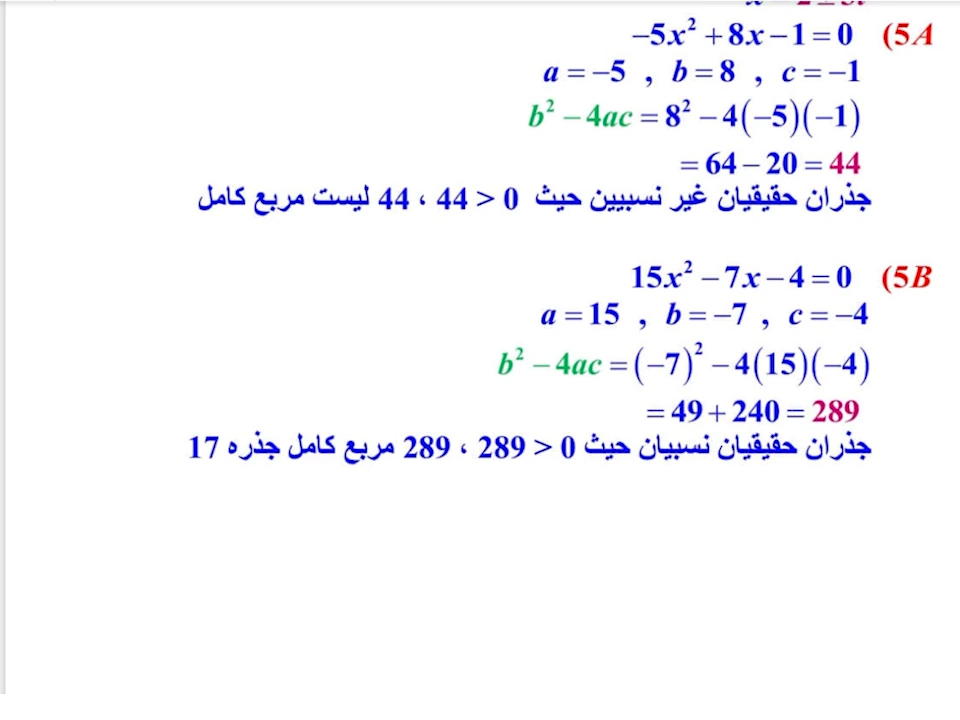 (5A −5x² + 8x − 1 = 0
a = −5 , b = 8 , c = −1
b² − 4ac = 8² − 4(−5)(−1)
= 64 − 20 = 44
جذران حقيقيان غير نسبيين حيث 44 > 0 ، 44 ليست مربع كامل
(5B 15x² − 7x − 4 = 0
a = 15 , b = −7 , c = −4
b² − 4ac = (−7)² − 4(15)(−4)
= 49 + 240 = 289
جذران حقيقيان نسبيان حيث 289 > 0 ، 289 مربع كامل جذره 17